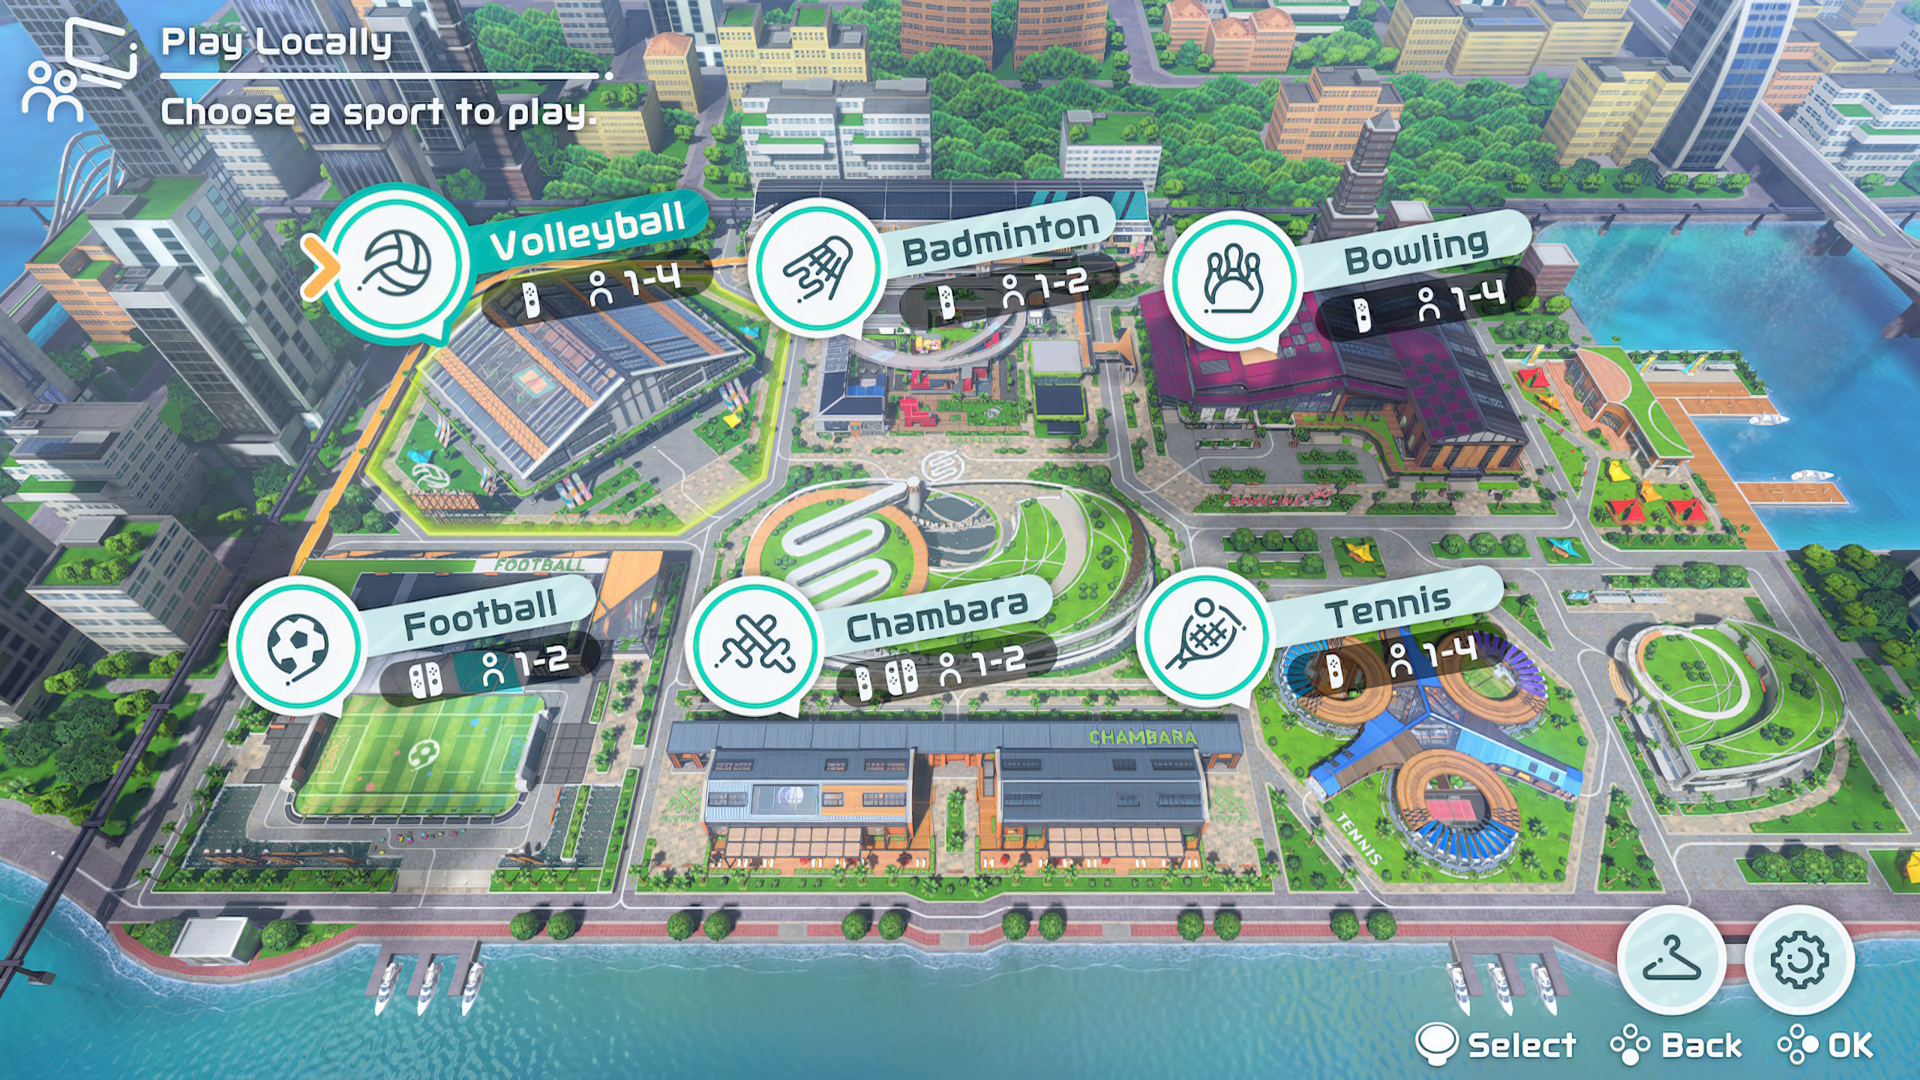 Play Locally
Choose a sport to play.
Volleyball
1-4
Badminton
1-2
Bowling
1-4
BOWLING
FOOTBALL
Football
1-2
Chambara
1-2
Tennis
1-4
CHAMBARA
TENNIS
Select
Back
OK